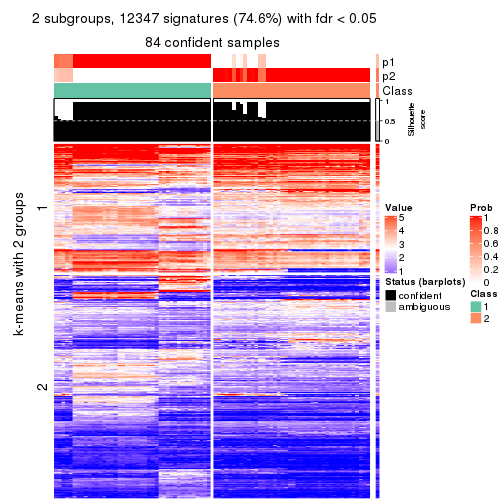 2 subgroups, 12347 signatures (74.6%) with fdr < 0.05
84 confident samples
p1
p2
Class
1
0.5
0
Silhouette
score
k-means with 2 groups
1
2
Value
5
4
3
2
1
Status (barplots)
confident
ambiguous
Prob
1
0.8
0.6
0.4
0.2
0
Class
1
2